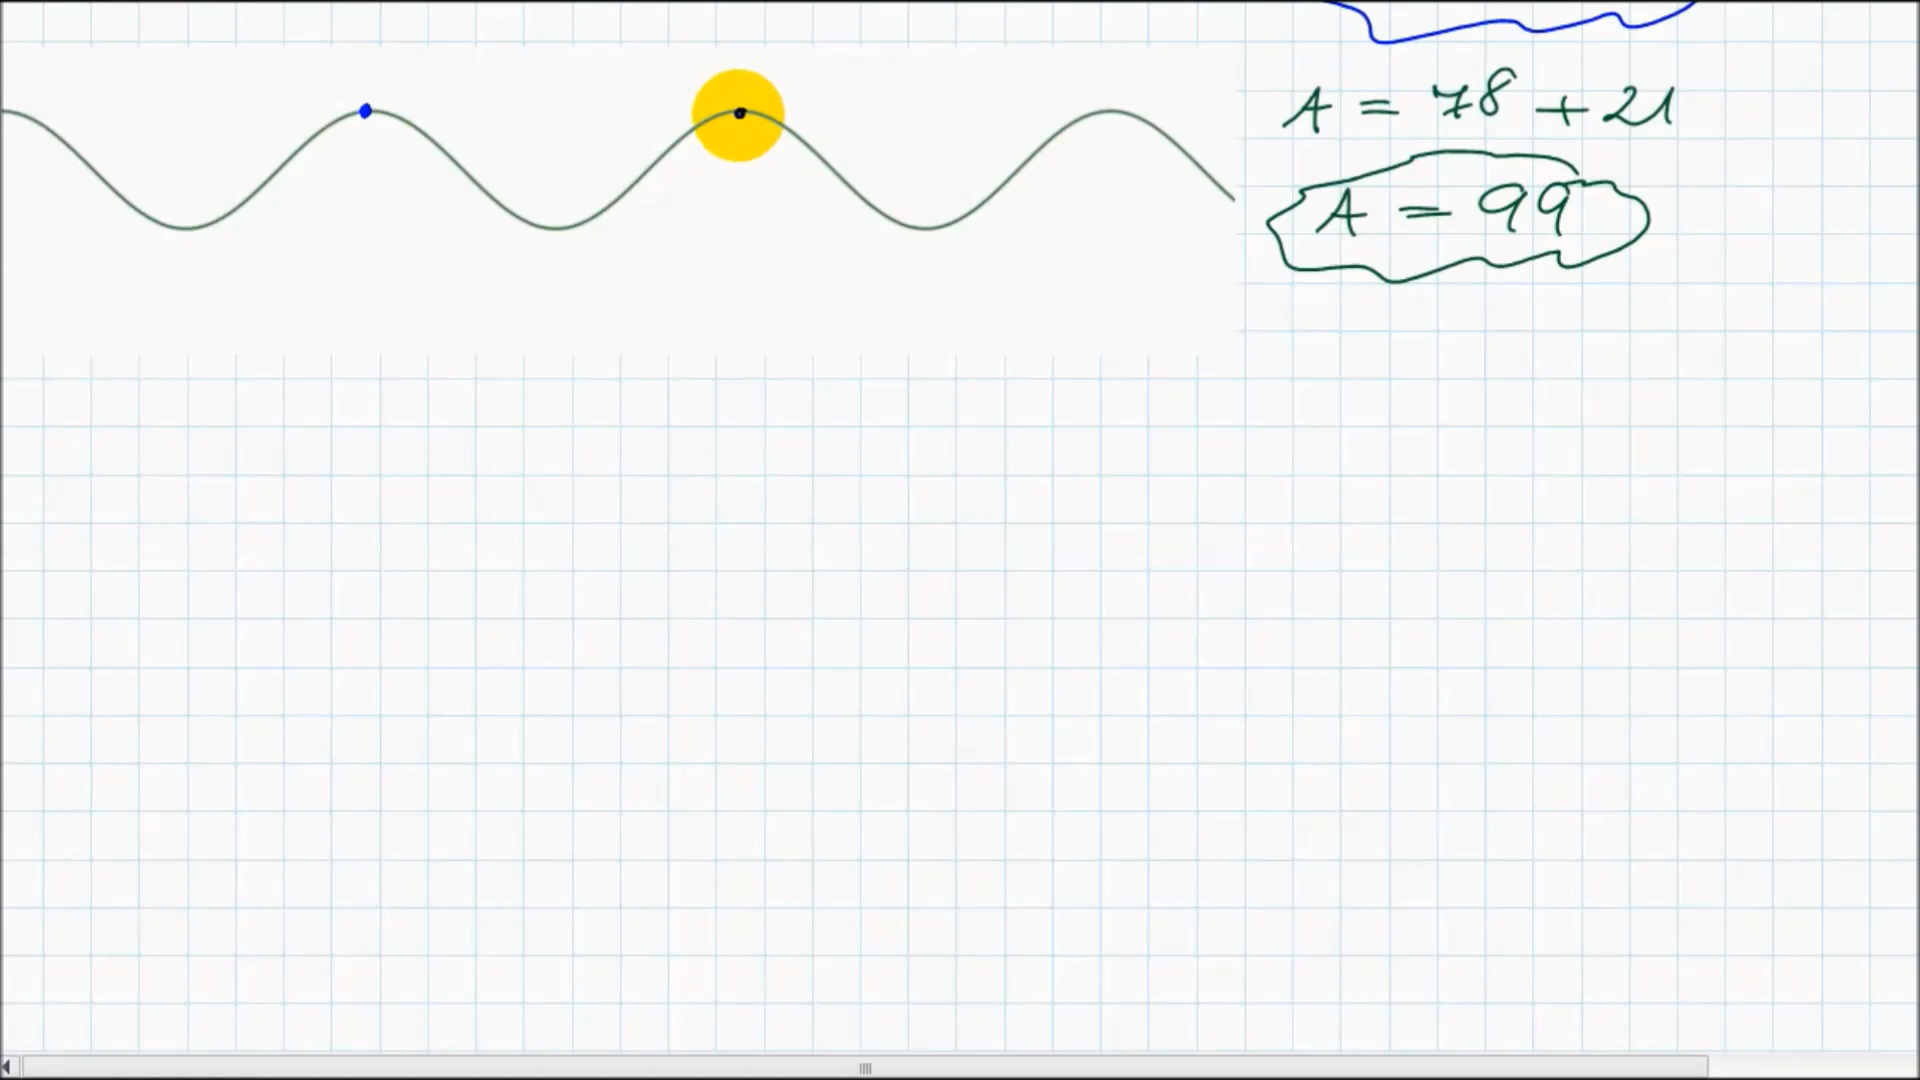 A = 78 + 21
A = 99